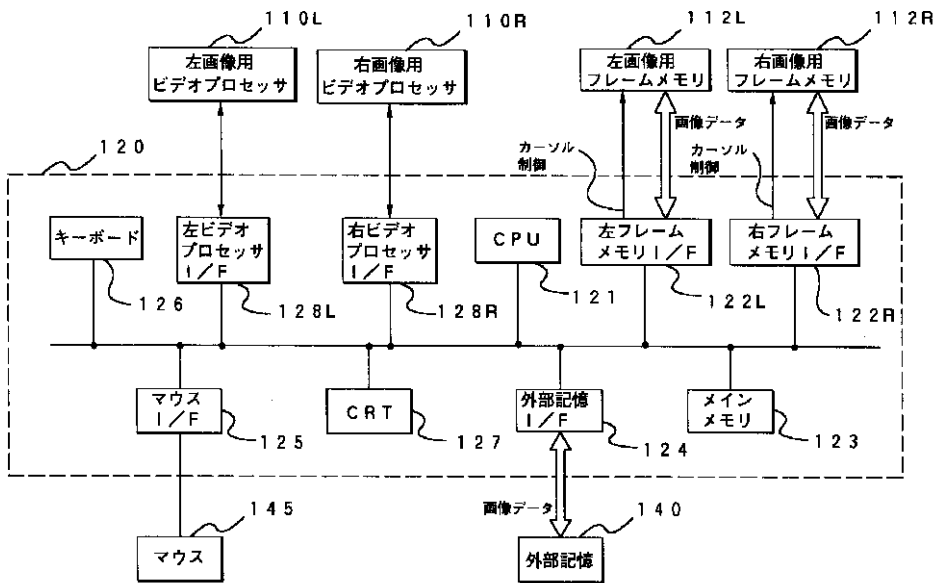 110L
110R
112L
112R
左画像用
ビデオプロセッサ
右画像用
ビデオプロセッサ
左画像用
フレームメモリ
右画像用
フレームメモリ
画像データ
画像データ
カーソル
制御
カーソル
制御
120
キーボード
左ビデオ
プロセッサ
I/F
右ビデオ
プロセッサ
I/F
CPU
左フレーム
メモリI/F
右フレーム
メモリI/F
126
128L
128R
121
122L
122R
マウス
I/F
CRT
外部記憶
I/F
メイン
メモリ
125
127
124
123
145
画像データ
140
マウス
外部記憶